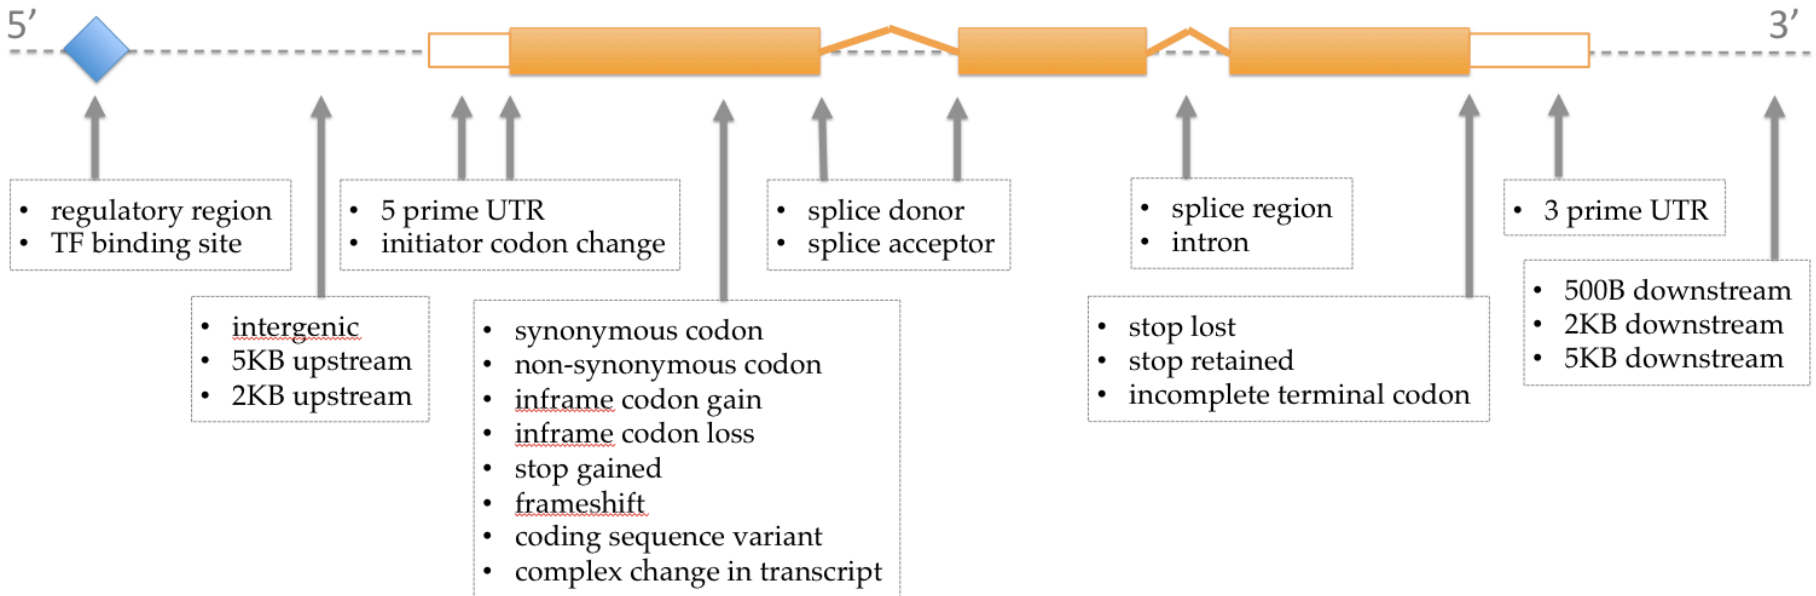 5’
3’
• regulatory region
• TF binding site
• intergenic
• 5KB upstream
• 2KB upstream
• 5 prime UTR
• initiator codon change
• synonymous codon
• non-synonymous codon
• inframe codon gain
• inframe codon loss
• stop gained
• frameshift
• coding sequence variant
• complex change in transcript
• splice donor
• splice acceptor
• splice region
• intron
• stop lost
• stop retained
• incomplete terminal codon
• 3 prime UTR
• 500B downstream
• 2KB downstream
• 5KB downstream